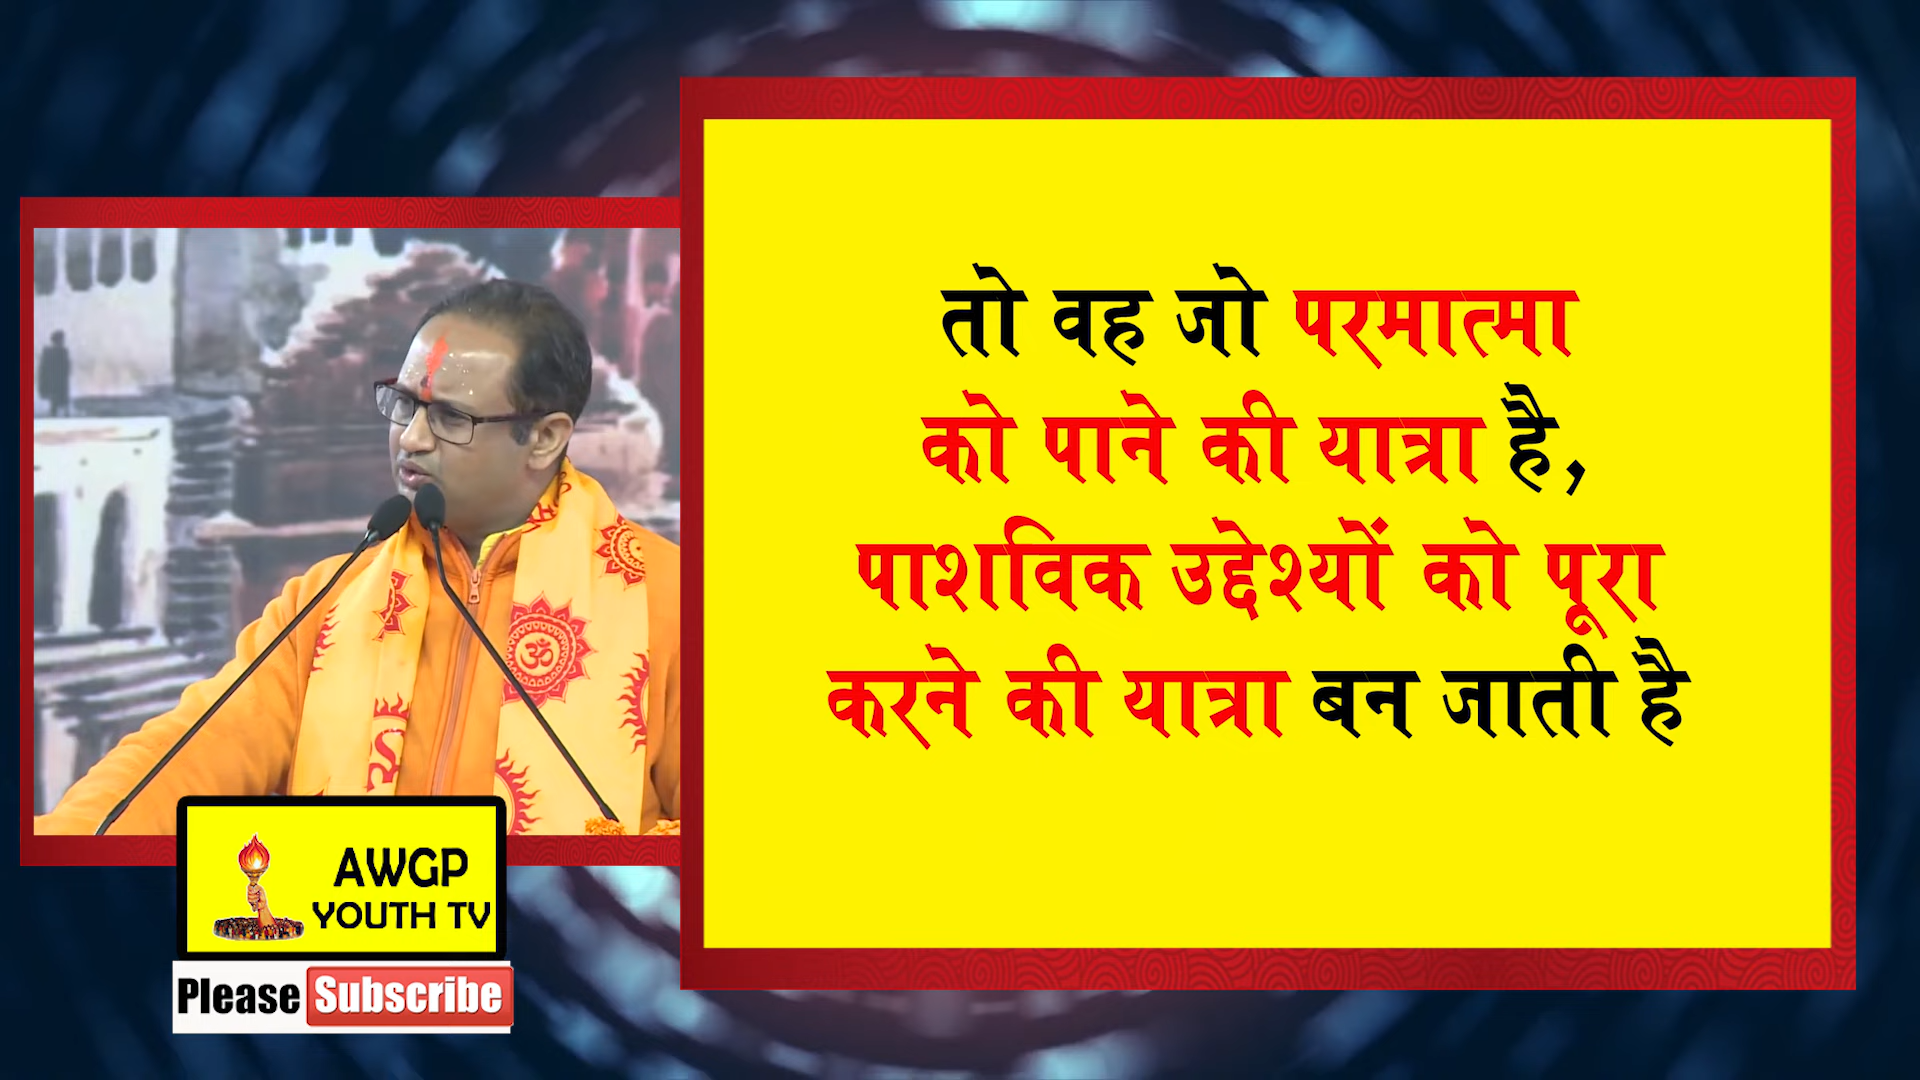 तो वह जो परमात्मा
को पाने की यात्रा है,
पाशविक उद्देश्यों को पूरा
करने की यात्रा बन जाती है
ॐ
AWGP
YOUTH TV
Please Subscribe